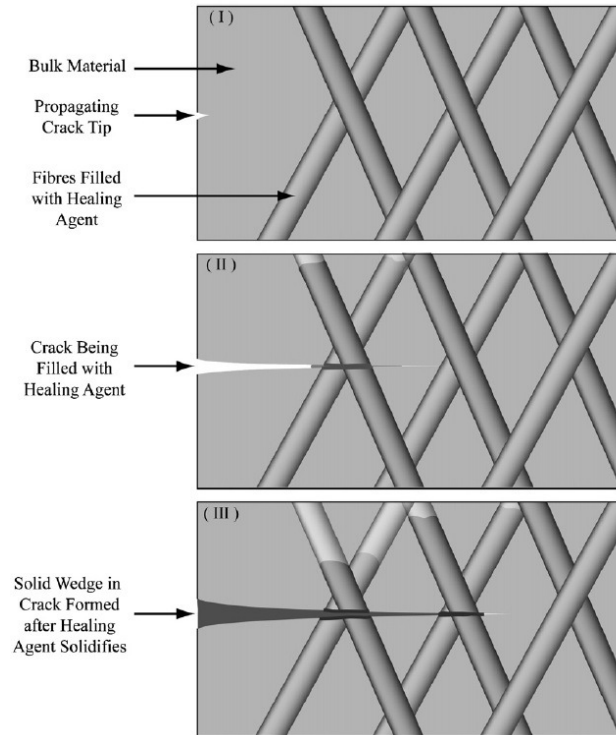 ( I )
Bulk Material
Propagating
Crack Tip
Fibres Filled
with Healing
Agent
( II )
Crack Being
Filled with
Healing Agent
( III )
Solid Wedge in
Crack Formed
after Healing
Agent Solidifies